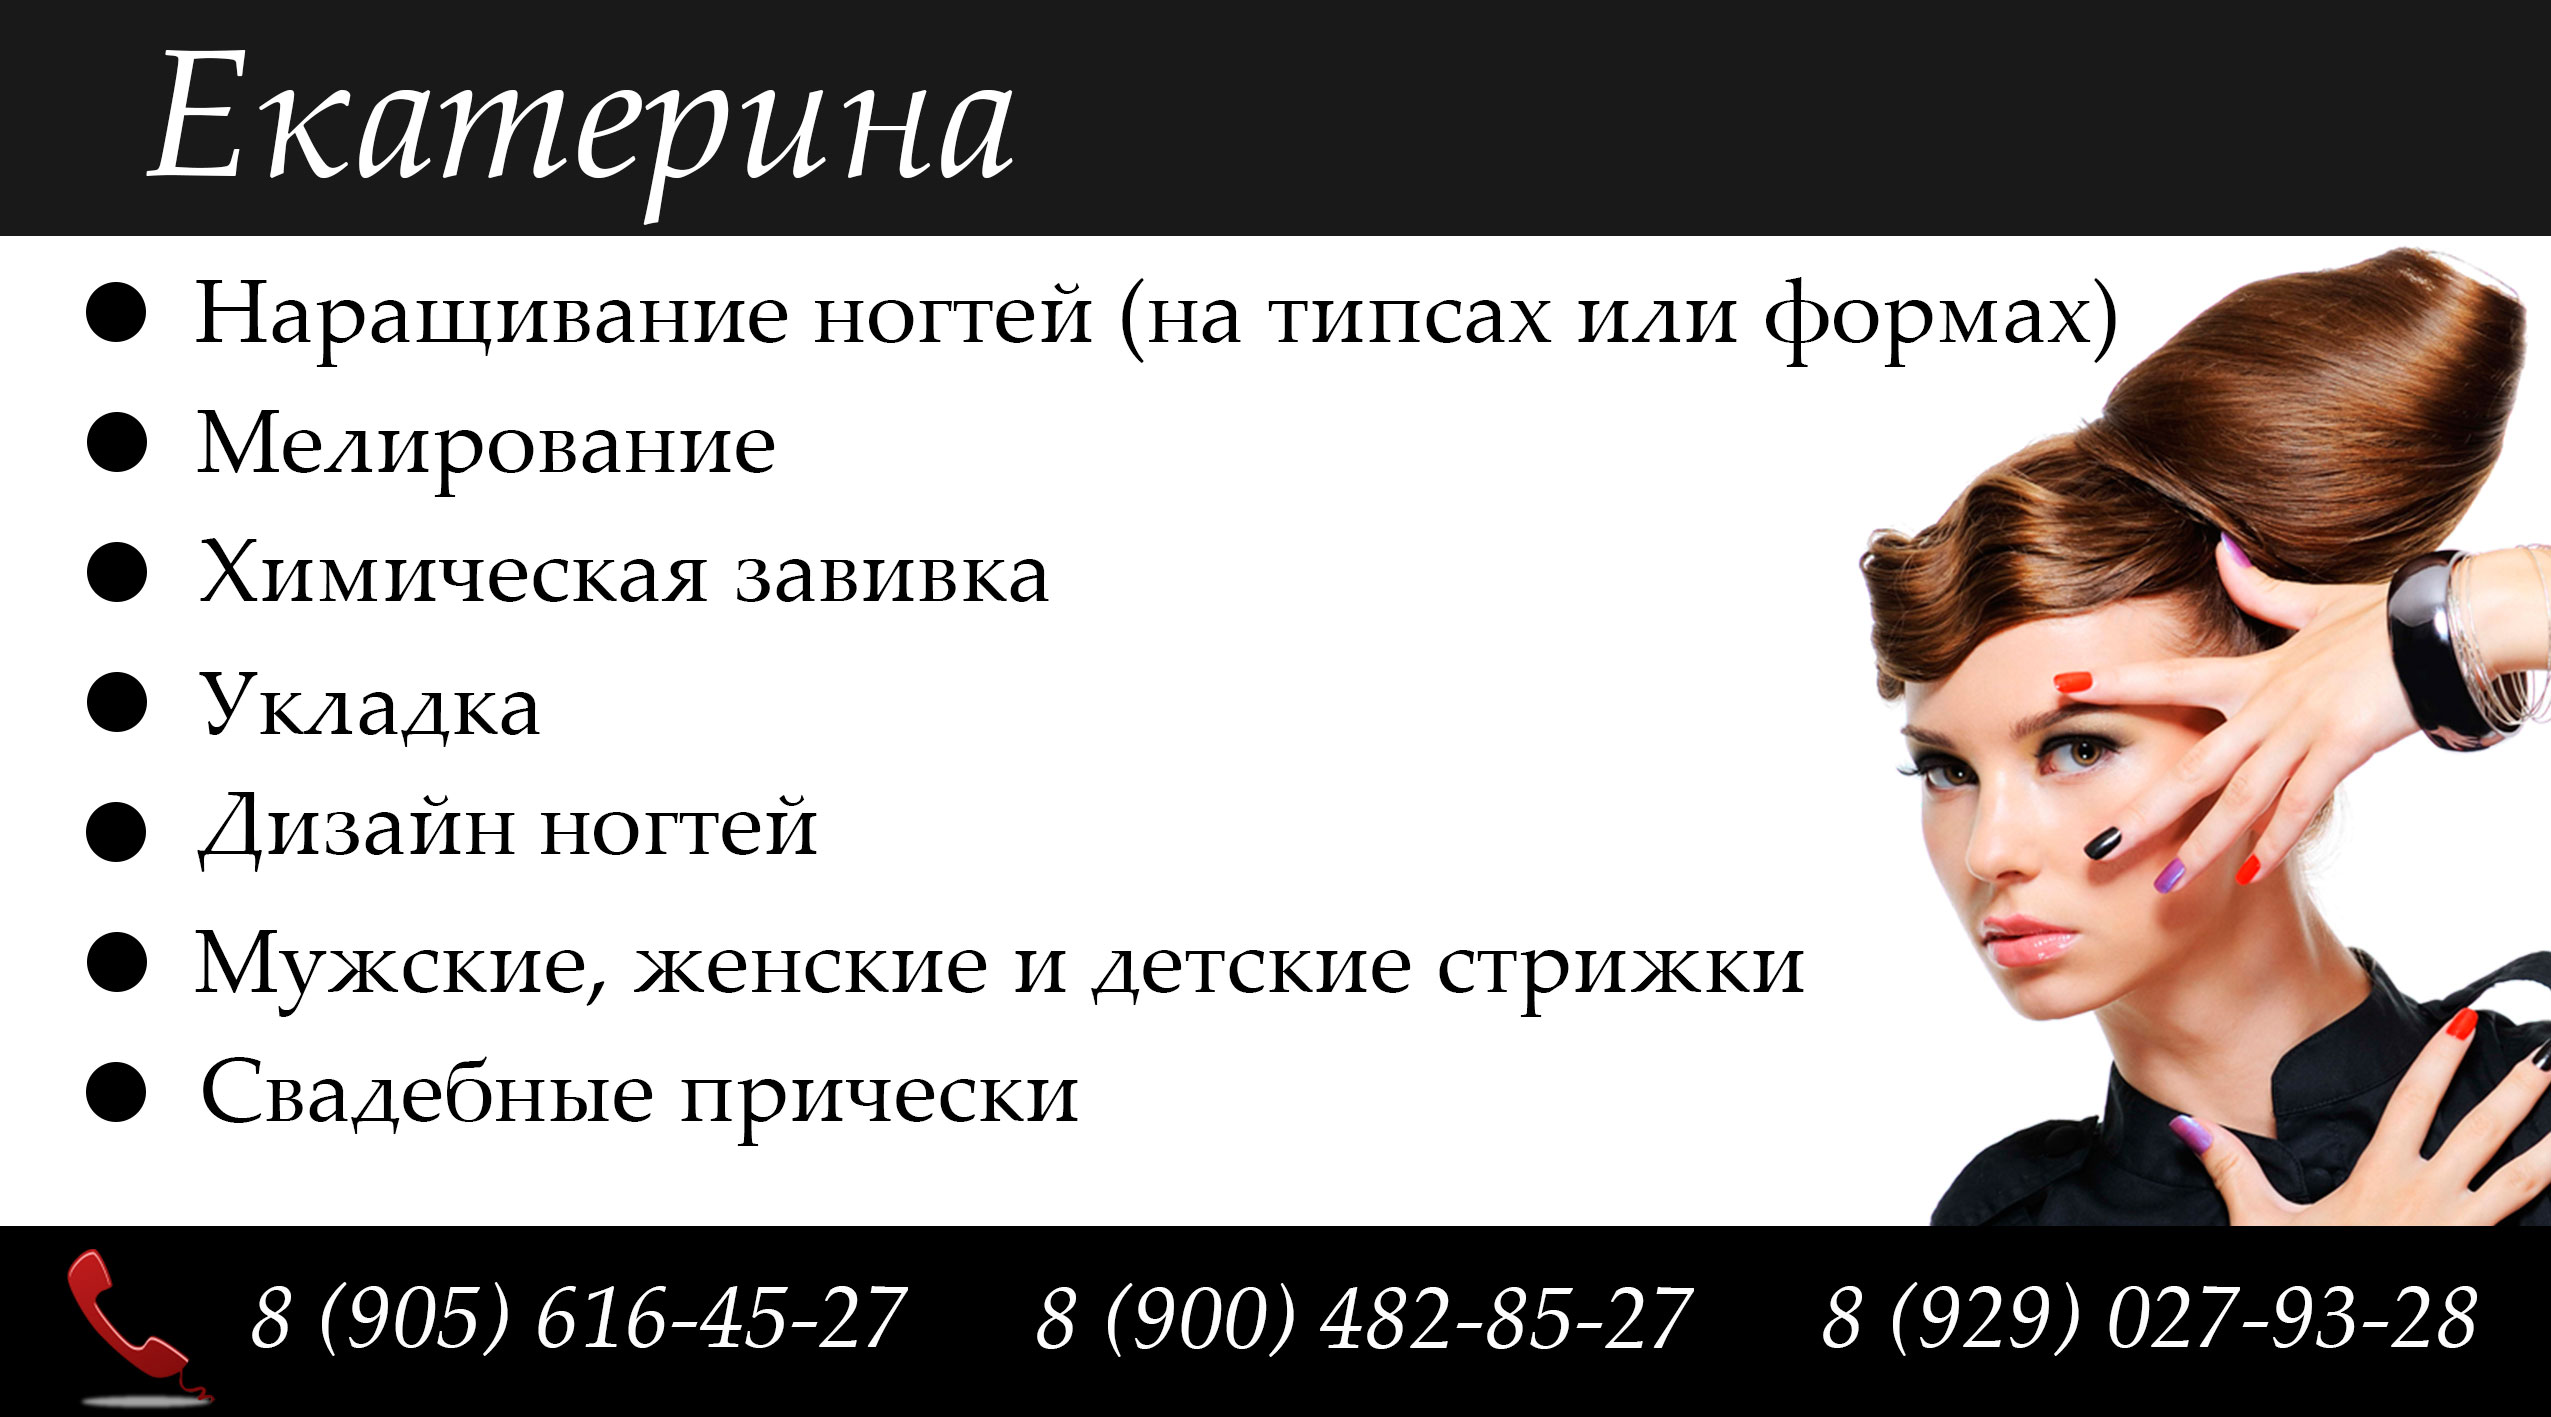 Екатерина
● Наращивание ногтей (на типсах или формах)
● Мелирование
● Химическая завивка
● Укладка
● Дизайн ногтей
● Мужские, женские и детские стрижки
● Свадебные прически
8 (905) 616-45-27 8 (900) 482-85-27 8 (929) 027-93-28